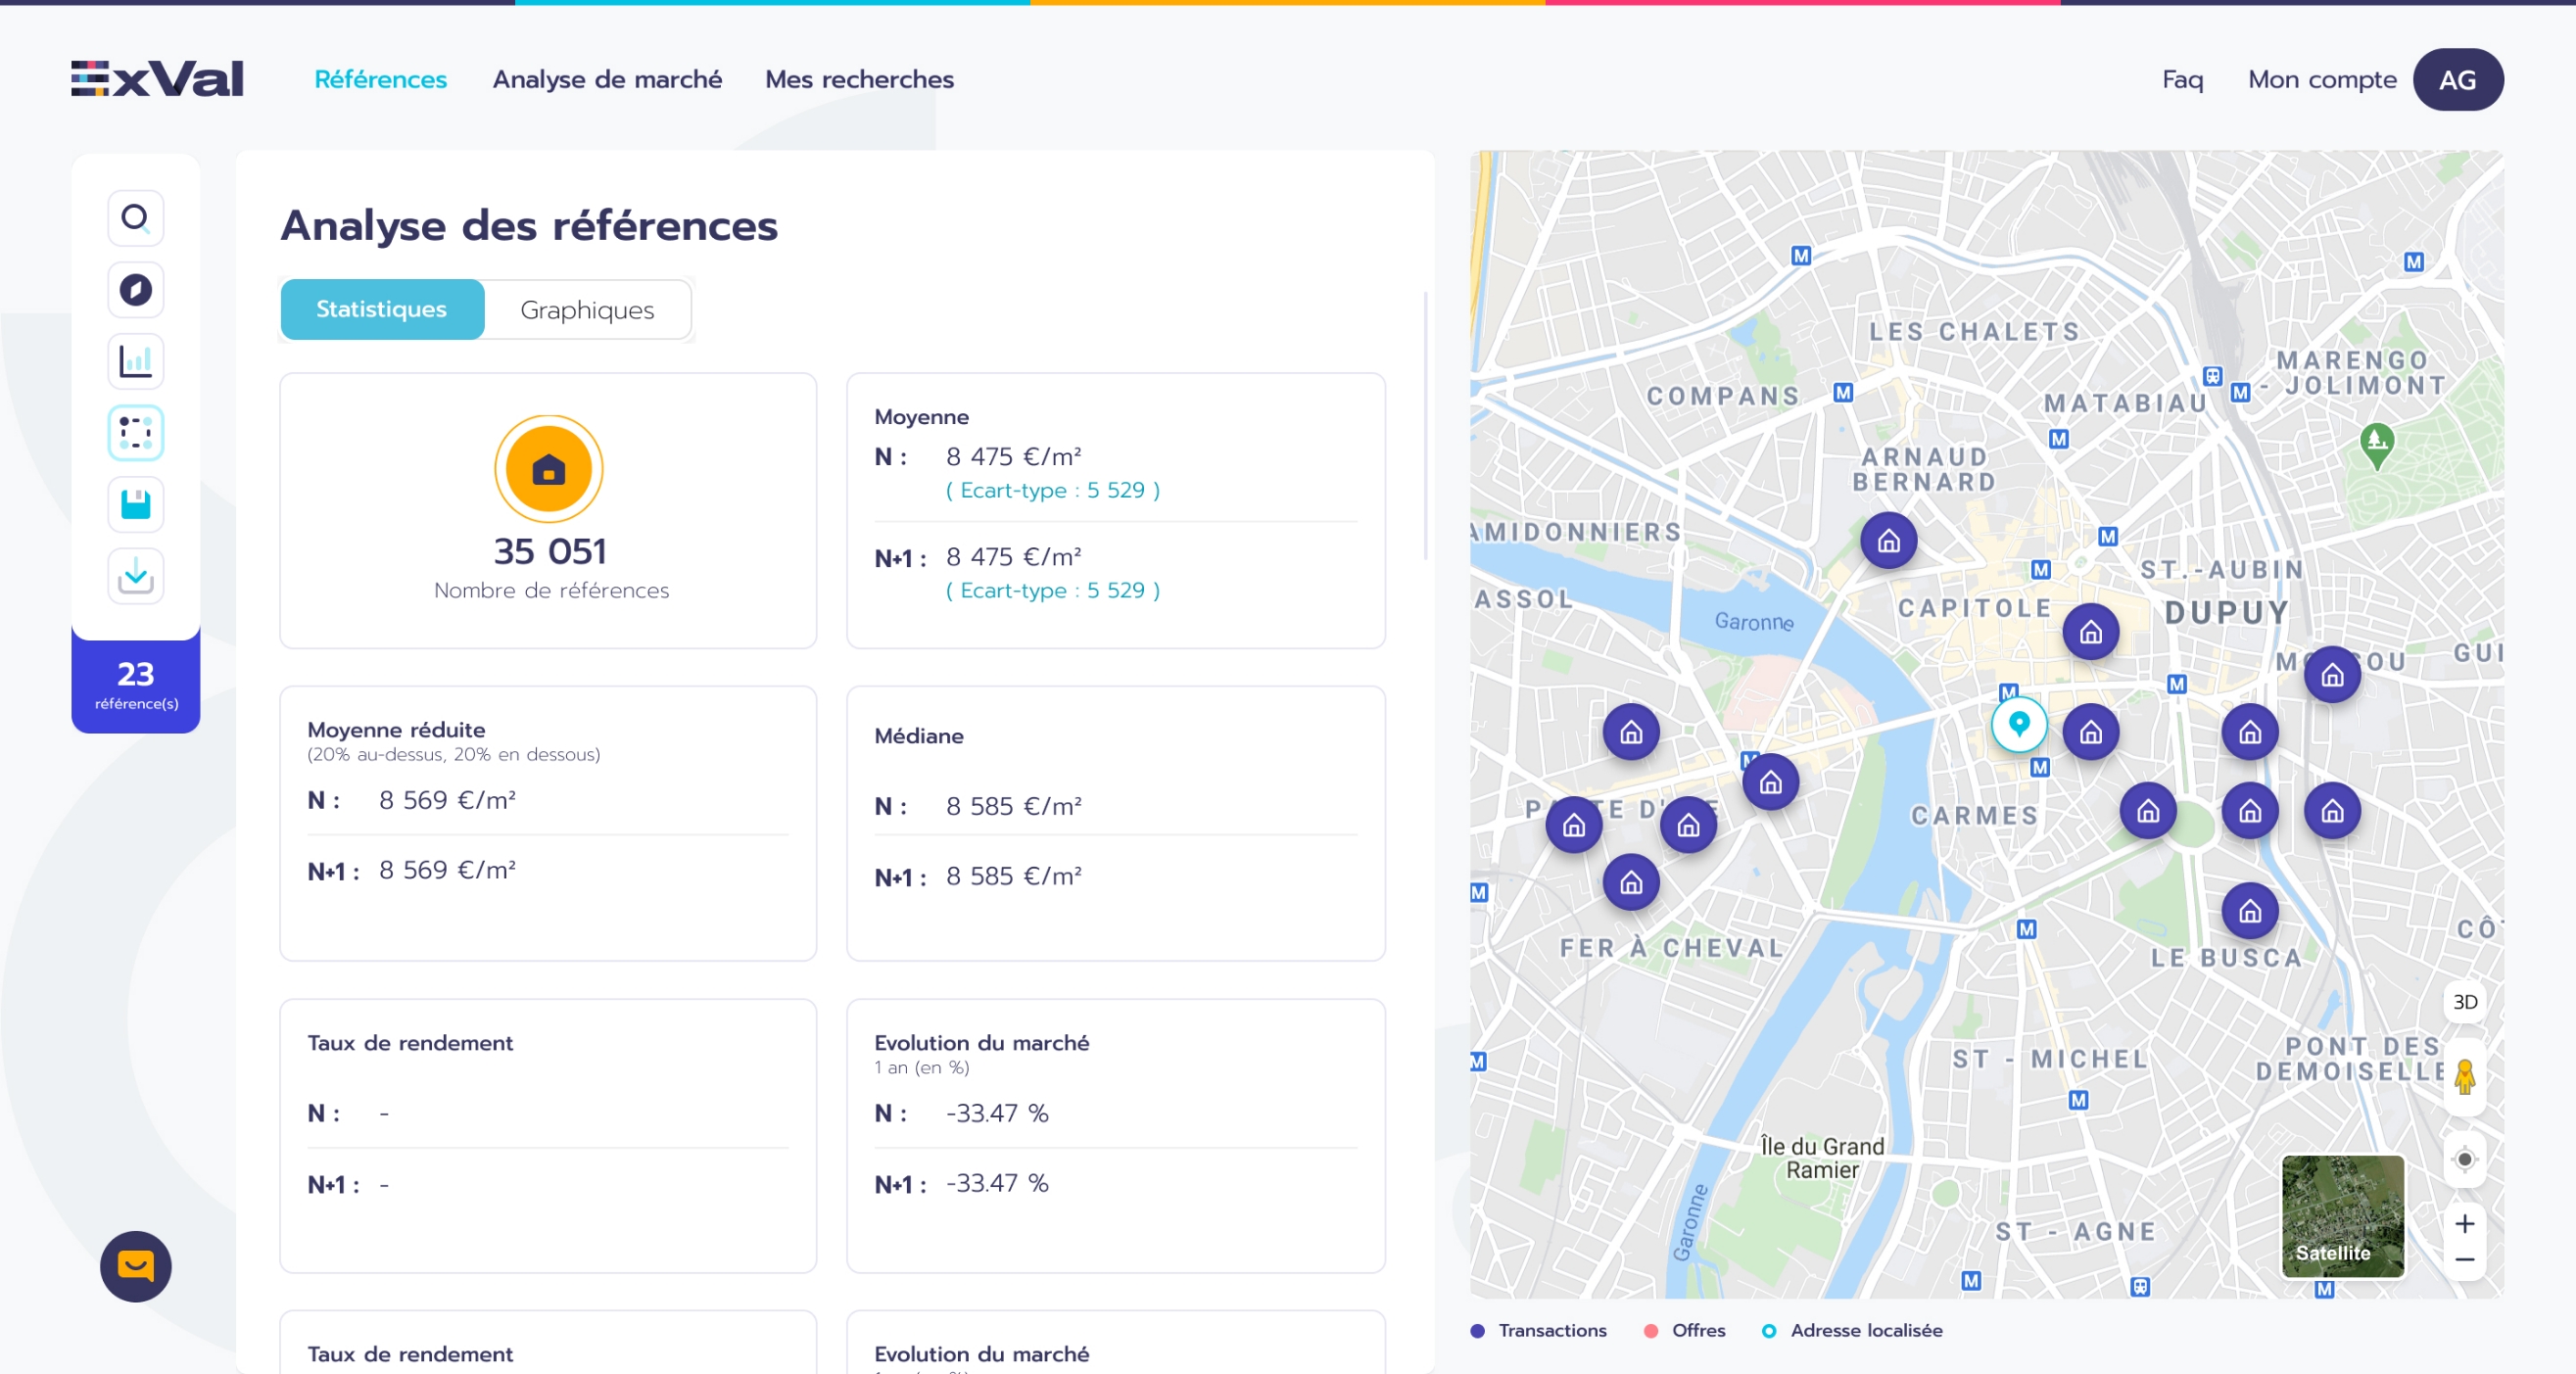 ExVal
Références
Analyse de marché
Mes recherches
Faq
Mon compte
AG
23
référence(s)
Analyse des références
Statistiques
Graphiques
35 051
Nombre de références
Moyenne
N : 8 475 €/m²
( Ecart-type : 5 529 )
N+1 : 8 475 €/m²
( Ecart-type : 5 529 )
Moyenne réduite
(20% au-dessus, 20% en dessous)
N : 8 569 €/m²
N+1 : 8 569 €/m²
Médiane
N : 8 585 €/m²
N+1 : 8 585 €/m²
Taux de rendement
N : -
N+1 : -
Evolution du marché
1 an (en %)
N : -33.47 %
N+1 : -33.47 %
Taux de rendement
Evolution du marché
M
M
LES CHALETS
MARENGO
- JOLIMONT
COMPANS
M
M
MATABIAU
M
ARNAUD
BERNARD
AMIDONNIERS
M
M
ST.-AUBIN
ASSOL
CAPITOLE
DUPUY
Garonne
GUI
M
M
M
M
CARMES
M
M
FER À CHEVAL
CÔ
LE BUSCA
3D
M
ST - MICHEL
PONT DES
DEMOISELLE
M
Île du Grand
Ramier
Garonne
ST - AGNE
Satellite
+
−
M
M
Transactions
Offres
Adresse localisée